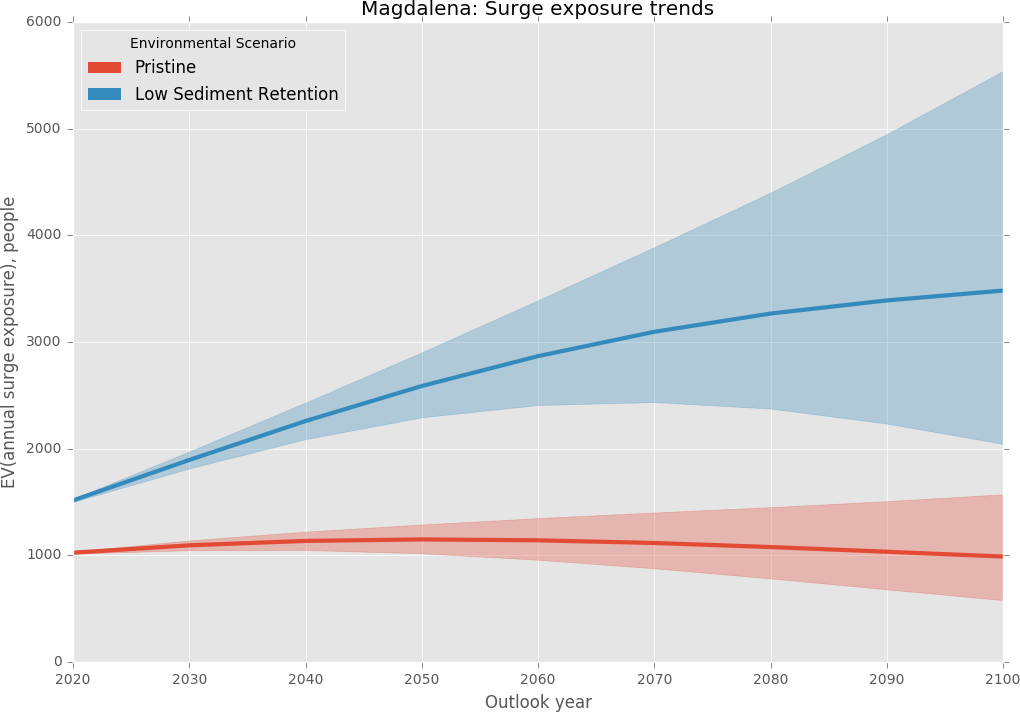 Magdalena: Surge exposure trends
6000
5000
4000
3000
2000
1000
0
EV(annual surge exposure), people
Environmental Scenario
Pristine
Low Sediment Retention
2020 2030 2040 2050 2060 2070 2080 2090 2100
Outlook year